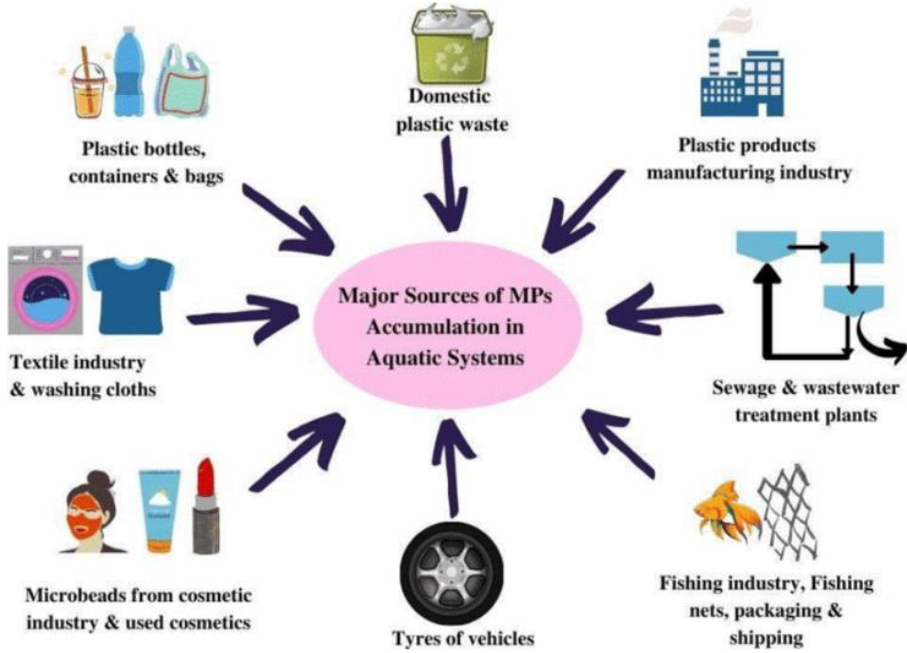 Domestic
plastic waste
Plastic bottles,
containers & bags
Plastic products
manufacturing industry
Major Sources of MPs
Accumulation in
Aquatic Systems
Textile industry
& washing cloths
Sewage & wastewater
treatment plants
Microbeads from cosmetic
industry & used cosmetics
Tyres of vehicles
Fishing industry, Fishing
nets, packaging &
shipping